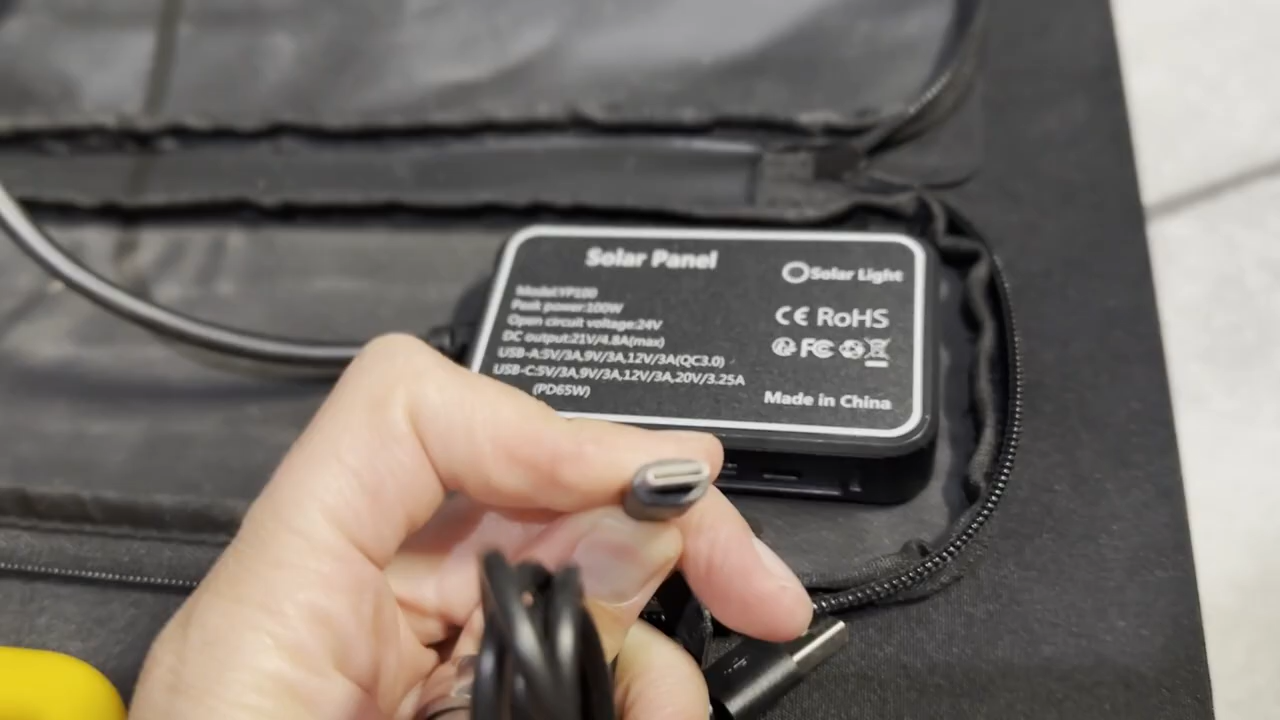 Solar Panel
Solar Light
Model:YP100
Peak power:100W
Open circuit voltage:24V
DC output:21V/4.8A(max)
USB-A:5V/3A,9V/3A,12V/3A(QC3.0)
USB-C:5V/3A,9V/3A,12V/3A,20V/3.25A
(PD65W)
CE RoHS
FC
Made in China